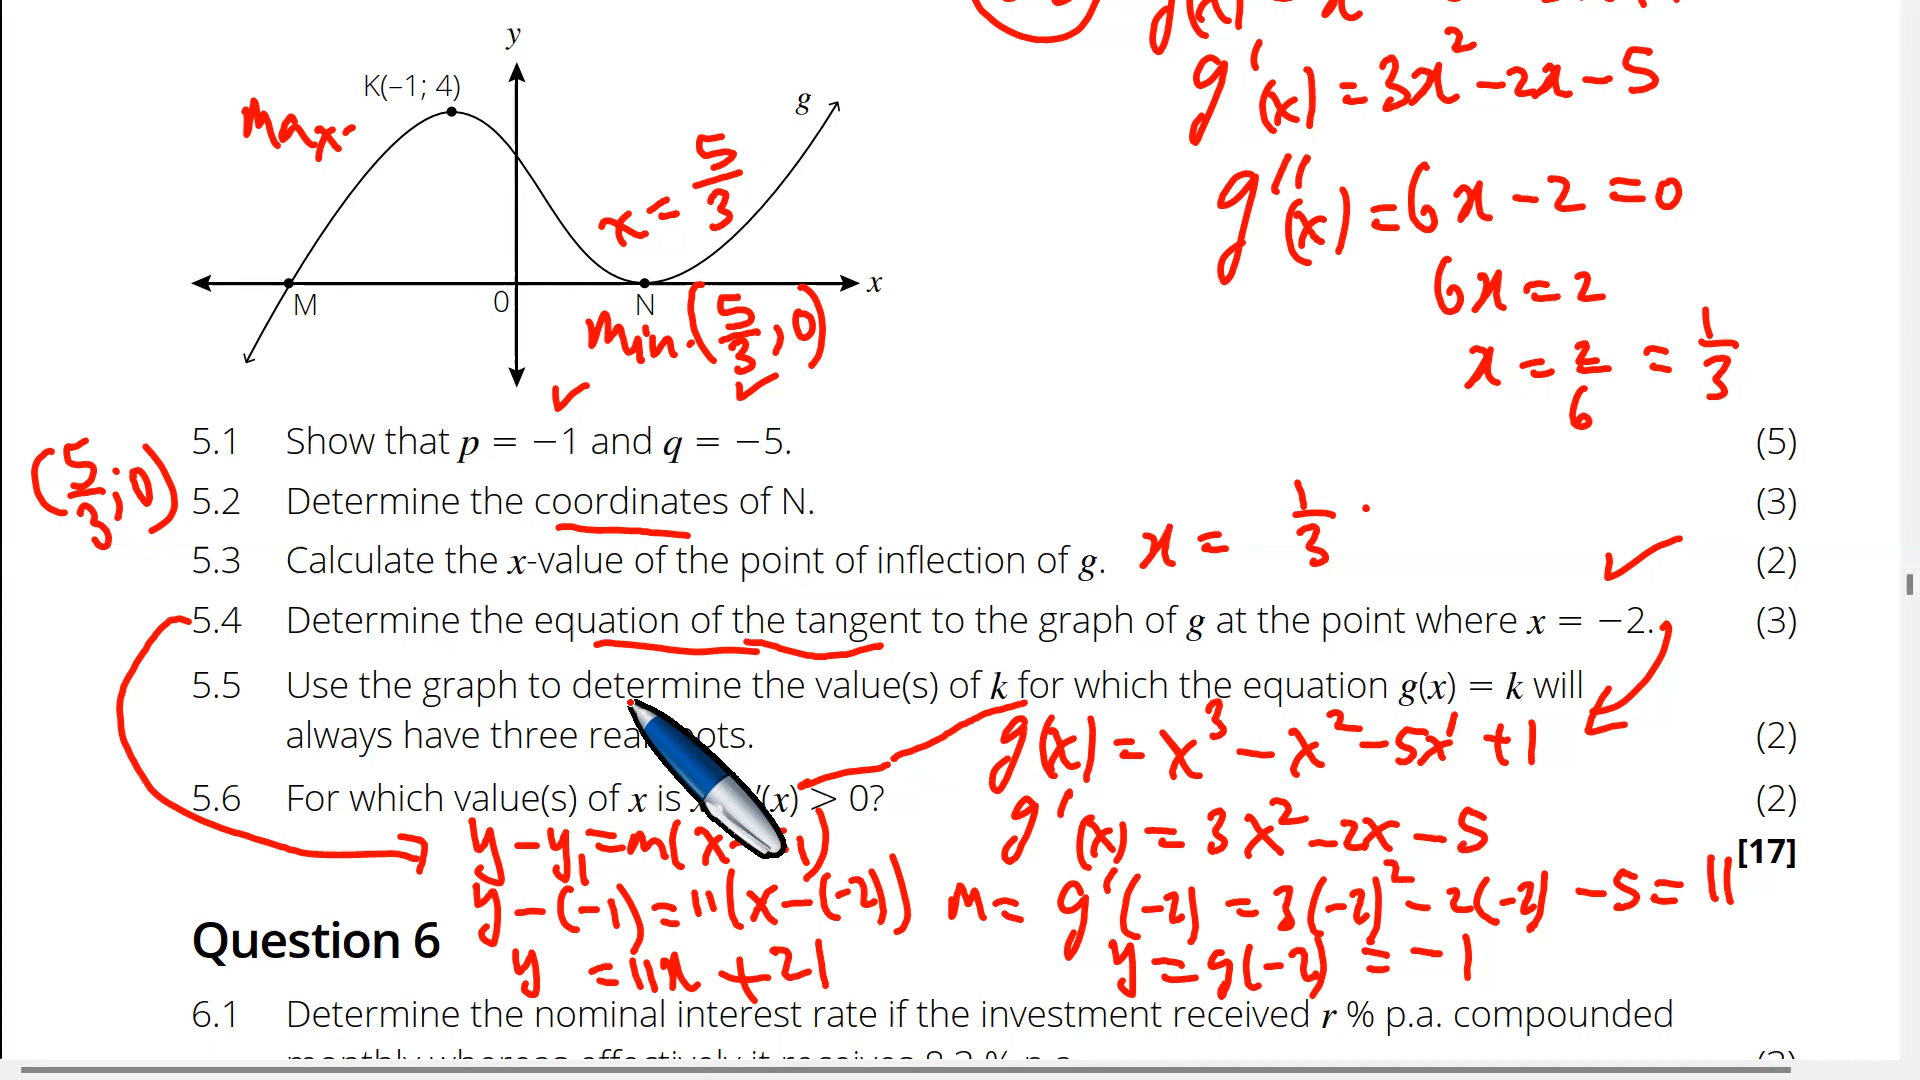 y
K(−1; 4)
g
max.
x = 5/3
M
0
N
x
min. (5/3 ; 0)
g'(x) = 3x² − 2x − 5
g''(x) = 6x − 2 = 0
6x = 2
x = 2/6 = 1/3
5.1 Show that p = −1 and q = −5. (5)
(5/3 ; 0)
5.2 Determine the coordinates of N. (3)
5.3 Calculate the x-value of the point of inflection of g. x = 1/3 . (2)
5.4 Determine the equation of the tangent to the graph of g at the point where x = −2. (3)
5.5 Use the graph to determine the value(s) of k for which the equation g(x) = k will
always have three real (2)
g(x) = x³ − x² − 5x¹ + 1
5.6 For which value(s) of x is (x) > 0? (2)
g'(x) = 3x² − 2x − 5
[17]
y − y₁ = m(x − 1)
y − (−1) = 11(x − (−2))
m = g'(−2) = 3(−2)² − 2(−2) − 5 = 11
Question 6
y = 11x + 21
y = g(−2) = −1
6.1 Determine the nominal interest rate if the investment received r % p.a. compounded